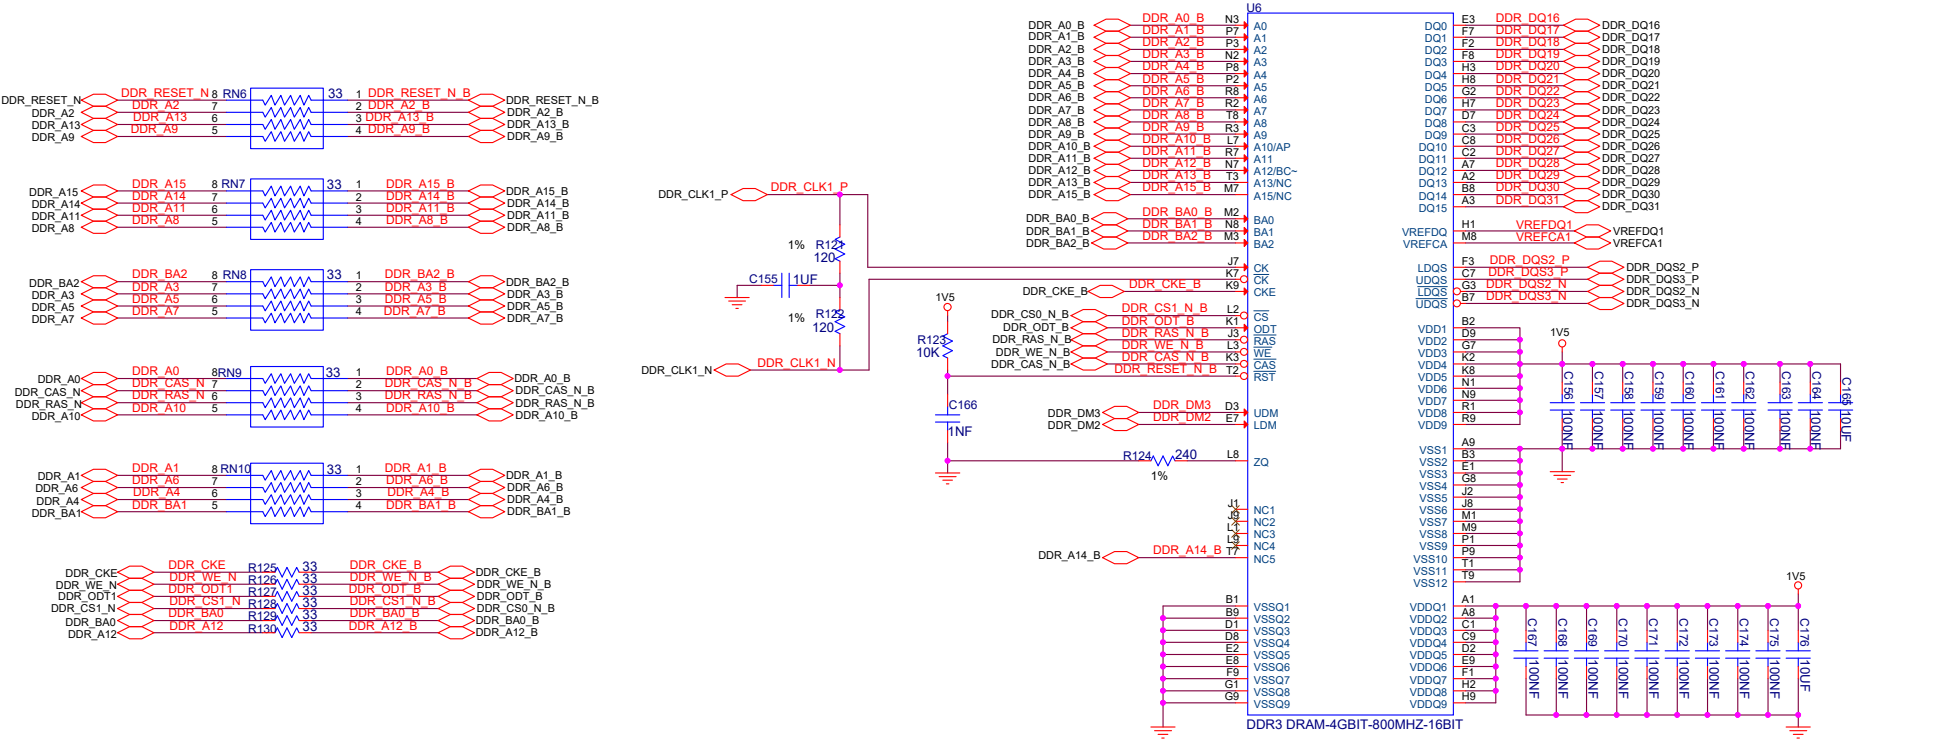 DDR_RESET_N DDR_RESET_N 8 RN6 33 1 DDR_RESET_N_B DDR_RESET_N_B
DDR_A2 DDR_A2 7 2 DDR_A2_B DDR_A2_B
DDR_A13 DDR_A13 6 3 DDR_A13_B DDR_A13_B
DDR_A9 DDR_A9 5 4 DDR_A9_B DDR_A9_B
DDR_A15 DDR_A15 8 RN7 33 1 DDR_A15_B DDR_A15_B
DDR_A14 DDR_A14 7 2 DDR_A14_B DDR_A14_B
DDR_A11 DDR_A11 6 3 DDR_A11_B DDR_A11_B
DDR_A8 DDR_A8 5 4 DDR_A8_B DDR_A8_B
DDR_BA2 DDR_BA2 8 RN8 33 1 DDR_BA2_B DDR_BA2_B
DDR_A3 DDR_A3 7 2 DDR_A3_B DDR_A3_B
DDR_A5 DDR_A5 6 3 DDR_A5_B DDR_A5_B
DDR_A7 DDR_A7 5 4 DDR_A7_B DDR_A7_B
DDR_A0 DDR_A0 8 RN9 33 1 DDR_A0_B DDR_A0_B
DDR_CAS_N DDR_CAS_N 7 2 DDR_CAS_N_B DDR_CAS_N_B
DDR_RAS_N DDR_RAS_N 6 3 DDR_RAS_N_B DDR_RAS_N_B
DDR_A10 DDR_A10 5 4 DDR_A10_B DDR_A10_B
DDR_A1 DDR_A1 8 RN10 33 1 DDR_A1_B DDR_A1_B
DDR_A6 DDR_A6 7 2 DDR_A6_B DDR_A6_B
DDR_A4 DDR_A4 6 3 DDR_A4_B DDR_A4_B
DDR_BA1 DDR_BA1 5 4 DDR_BA1_B DDR_BA1_B
DDR_CKE DDR_CKE R125 33 DDR_CKE_B DDR_CKE_B
DDR_WE_N DDR_WE_N R126 33 DDR_WE_N_B DDR_WE_N_B
DDR_ODT1 DDR_ODT1 R127 33 DDR_ODT_B DDR_ODT_B
DDR_CS1_N DDR_CS1_N R128 33 DDR_CS1_N_B DDR_CS0_N_B
DDR_BA0 DDR_BA0 R129 33 DDR_BA0_B DDR_BA0_B
DDR_A12 DDR_A12 R130 33 DDR_A12_B DDR_A12_B
DDR_CLK1_P DDR_CLK1_P
1% R121
120
C155 1UF
1% R122
120
DDR_CLK1_N DDR_CLK1_N
1V5
R123
10K
C166
1NF
U6
DDR_A0_B DDR_A0_B N3 A0
DDR_A1_B DDR_A1_B P7 A1
DDR_A2_B DDR_A2_B P3 A2
DDR_A3_B DDR_A3_B N2 A3
DDR_A4_B DDR_A4_B P8 A4
DDR_A5_B DDR_A5_B P2 A5
DDR_A6_B DDR_A6_B R8 A6
DDR_A7_B DDR_A7_B R2 A7
DDR_A8_B DDR_A8_B T8 A8
DDR_A9_B DDR_A9_B R3 A9
DDR_A10_B DDR_A10_B L7 A10/AP
DDR_A11_B DDR_A11_B R7 A11
DDR_A12_B DDR_A12_B N7 A12/BC~
DDR_A13_B DDR_A13_B T3 A13/NC
DDR_A15_B DDR_A15_B M7 A15/NC
DDR_BA0_B DDR_BA0_B M2 BA0
DDR_BA1_B DDR_BA1_B N8 BA1
DDR_BA2_B DDR_BA2_B M3 BA2
J7 CK
K7 CK
DDR_CKE_B DDR_CKE_B K9 CKE
DDR_CS0_N_B DDR_CS1_N_B L2 CS
DDR_ODT_B DDR_ODT_B K1 ODT
DDR_RAS_N_B DDR_RAS_N_B J3 RAS
DDR_WE_N_B DDR_WE_N_B L3 WE
DDR_CAS_N_B DDR_CAS_N_B K3 CAS
DDR_RESET_N_B T2 RST
DDR_DM3 DDR_DM3 D3 UDM
DDR_DM2 DDR_DM2 E7 LDM
R124 240 L8 ZQ
1%
J1 NC1
J9 NC2
L1 NC3
L9 NC4
DDR_A14_B DDR_A14_B T7 NC5
B1 VSSQ1
B9 VSSQ2
D1 VSSQ3
D8 VSSQ4
E2 VSSQ5
E8 VSSQ6
F9 VSSQ7
G1 VSSQ8
G9 VSSQ9
DQ0 E3 DDR_DQ16 DDR_DQ16
DQ1 F7 DDR_DQ17 DDR_DQ17
DQ2 F2 DDR_DQ18 DDR_DQ18
DQ3 F8 DDR_DQ19 DDR_DQ19
DQ4 H3 DDR_DQ20 DDR_DQ20
DQ5 H8 DDR_DQ21 DDR_DQ21
DQ6 G2 DDR_DQ22 DDR_DQ22
DQ7 H7 DDR_DQ23 DDR_DQ23
DQ8 D7 DDR_DQ24 DDR_DQ24
DQ9 C3 DDR_DQ25 DDR_DQ25
DQ10 C8 DDR_DQ26 DDR_DQ26
DQ11 C2 DDR_DQ27 DDR_DQ27
DQ12 A7 DDR_DQ28 DDR_DQ28
DQ13 A2 DDR_DQ29 DDR_DQ29
DQ14 B8 DDR_DQ30 DDR_DQ30
DQ15 A3 DDR_DQ31 DDR_DQ31
VREFDQ H1 VREFDQ1 VREFDQ1
VREFCA M8 VREFCA1 VREFCA1
LDQS F3 DDR_DQS2_P DDR_DQS2_P
UDQS C7 DDR_DQS3_P DDR_DQS3_P
LDQS G3 DDR_DQS2_N DDR_DQS2_N
UDQS B7 DDR_DQS3_N DDR_DQS3_N
VDD1 B2
VDD2 D9
VDD3 G7
VDD4 K2
VDD5 K8
VDD6 N1
VDD7 N9
VDD8 R1
VDD9 R9
VSS1 A9
VSS2 B3
VSS3 E1
VSS4 G8
VSS5 J2
VSS6 J8
VSS7 M1
VSS8 M9
VSS9 P1
VSS10 P9
VSS11 T1
VSS12 T9
VDDQ1 A1
VDDQ2 A8
VDDQ3 C1
VDDQ4 C9
VDDQ5 D2
VDDQ6 E9
VDDQ7 F1
VDDQ8 H2
VDDQ9 H9
DDR3 DRAM-4GBIT-800MHZ-16BIT
1V5
C156 100NF
C157 100NF
C158 100NF
C159 100NF
C160 100NF
C161 100NF
C162 100NF
C163 100NF
C164 100NF
C165 10UF
1V5
C167 100NF
C168 100NF
C169 100NF
C170 100NF
C171 100NF
C172 100NF
C173 100NF
C174 100NF
C175 100NF
C176 10UF